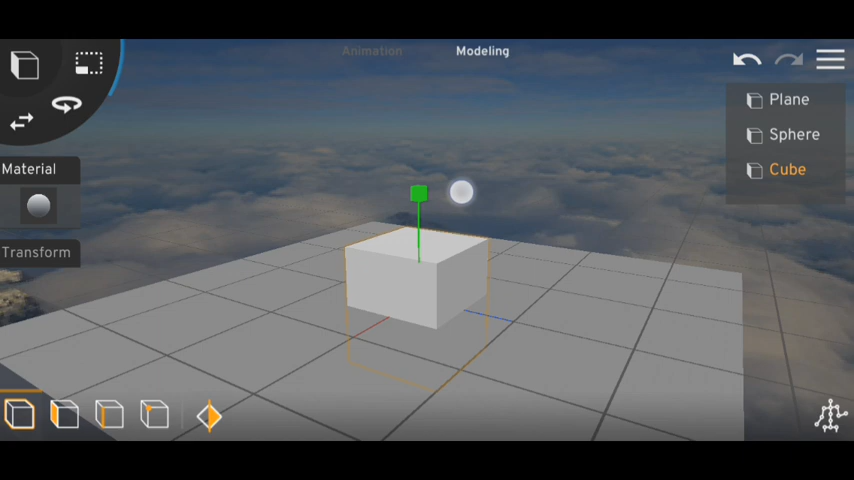 Animation
Modeling
Plane
Sphere
Cube
Material
Transform